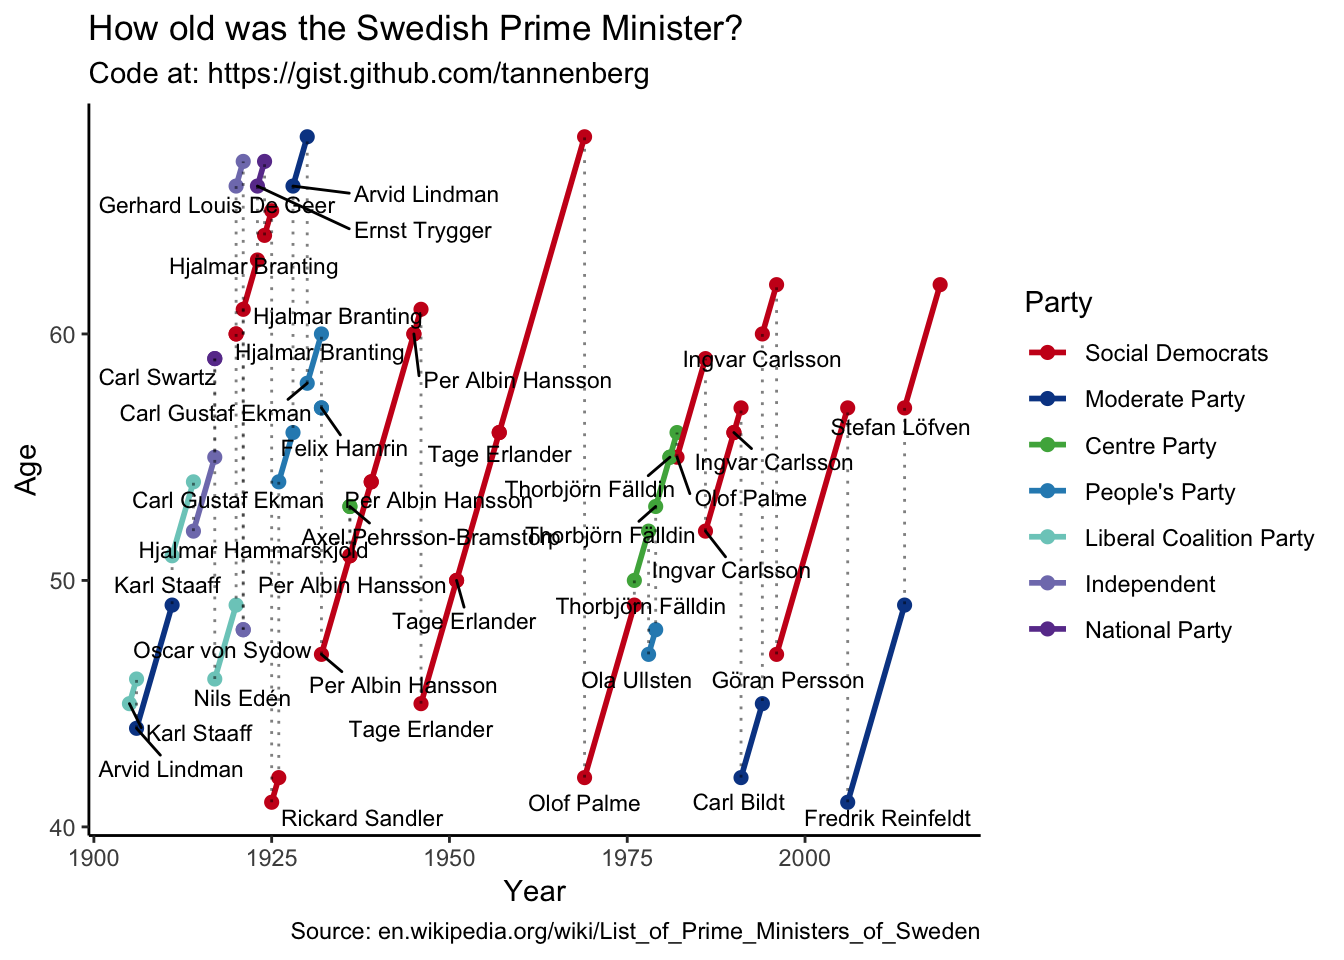 How old was the Swedish Prime Minister?
Code at: https://gist.github.com/tannenberg
Age
60
50
40
Arvid Lindman
Gerhard Louis De Geer
Ernst Trygger
Hjalmar Branting
Hjalmar Branting
Hjalmar Branting
Ingvar Carlsson
Carl Swartz
Per Albin Hansson
Carl Gustaf Ekman
Stefan Löfven
Felix Hamrin
Tage Erlander
Ingvar Carlsson
Thorbjörn Fälldin
Olof Palme
Carl Gustaf Ekman
Per Albin Hansson
Axel Pehrsson-Bramstorp
Thorbjörn Fälldin
Hjalmar Hammarskjöld
Ingvar Carlsson
Karl Staaff
Per Albin Hansson
Thorbjörn Fälldin
Tage Erlander
Oscar von Sydow
Ola Ullsten
Göran Persson
Per Albin Hansson
Nils Edén
Tage Erlander
Karl Staaff
Arvid Lindman
Olof Palme
Carl Bildt
Rickard Sandler
Fredrik Reinfeldt
1900
1925
1950
1975
2000
Year
Party
Social Democrats
Moderate Party
Centre Party
People's Party
Liberal Coalition Party
Independent
National Party
Source: en.wikipedia.org/wiki/List_of_Prime_Ministers_of_Sweden